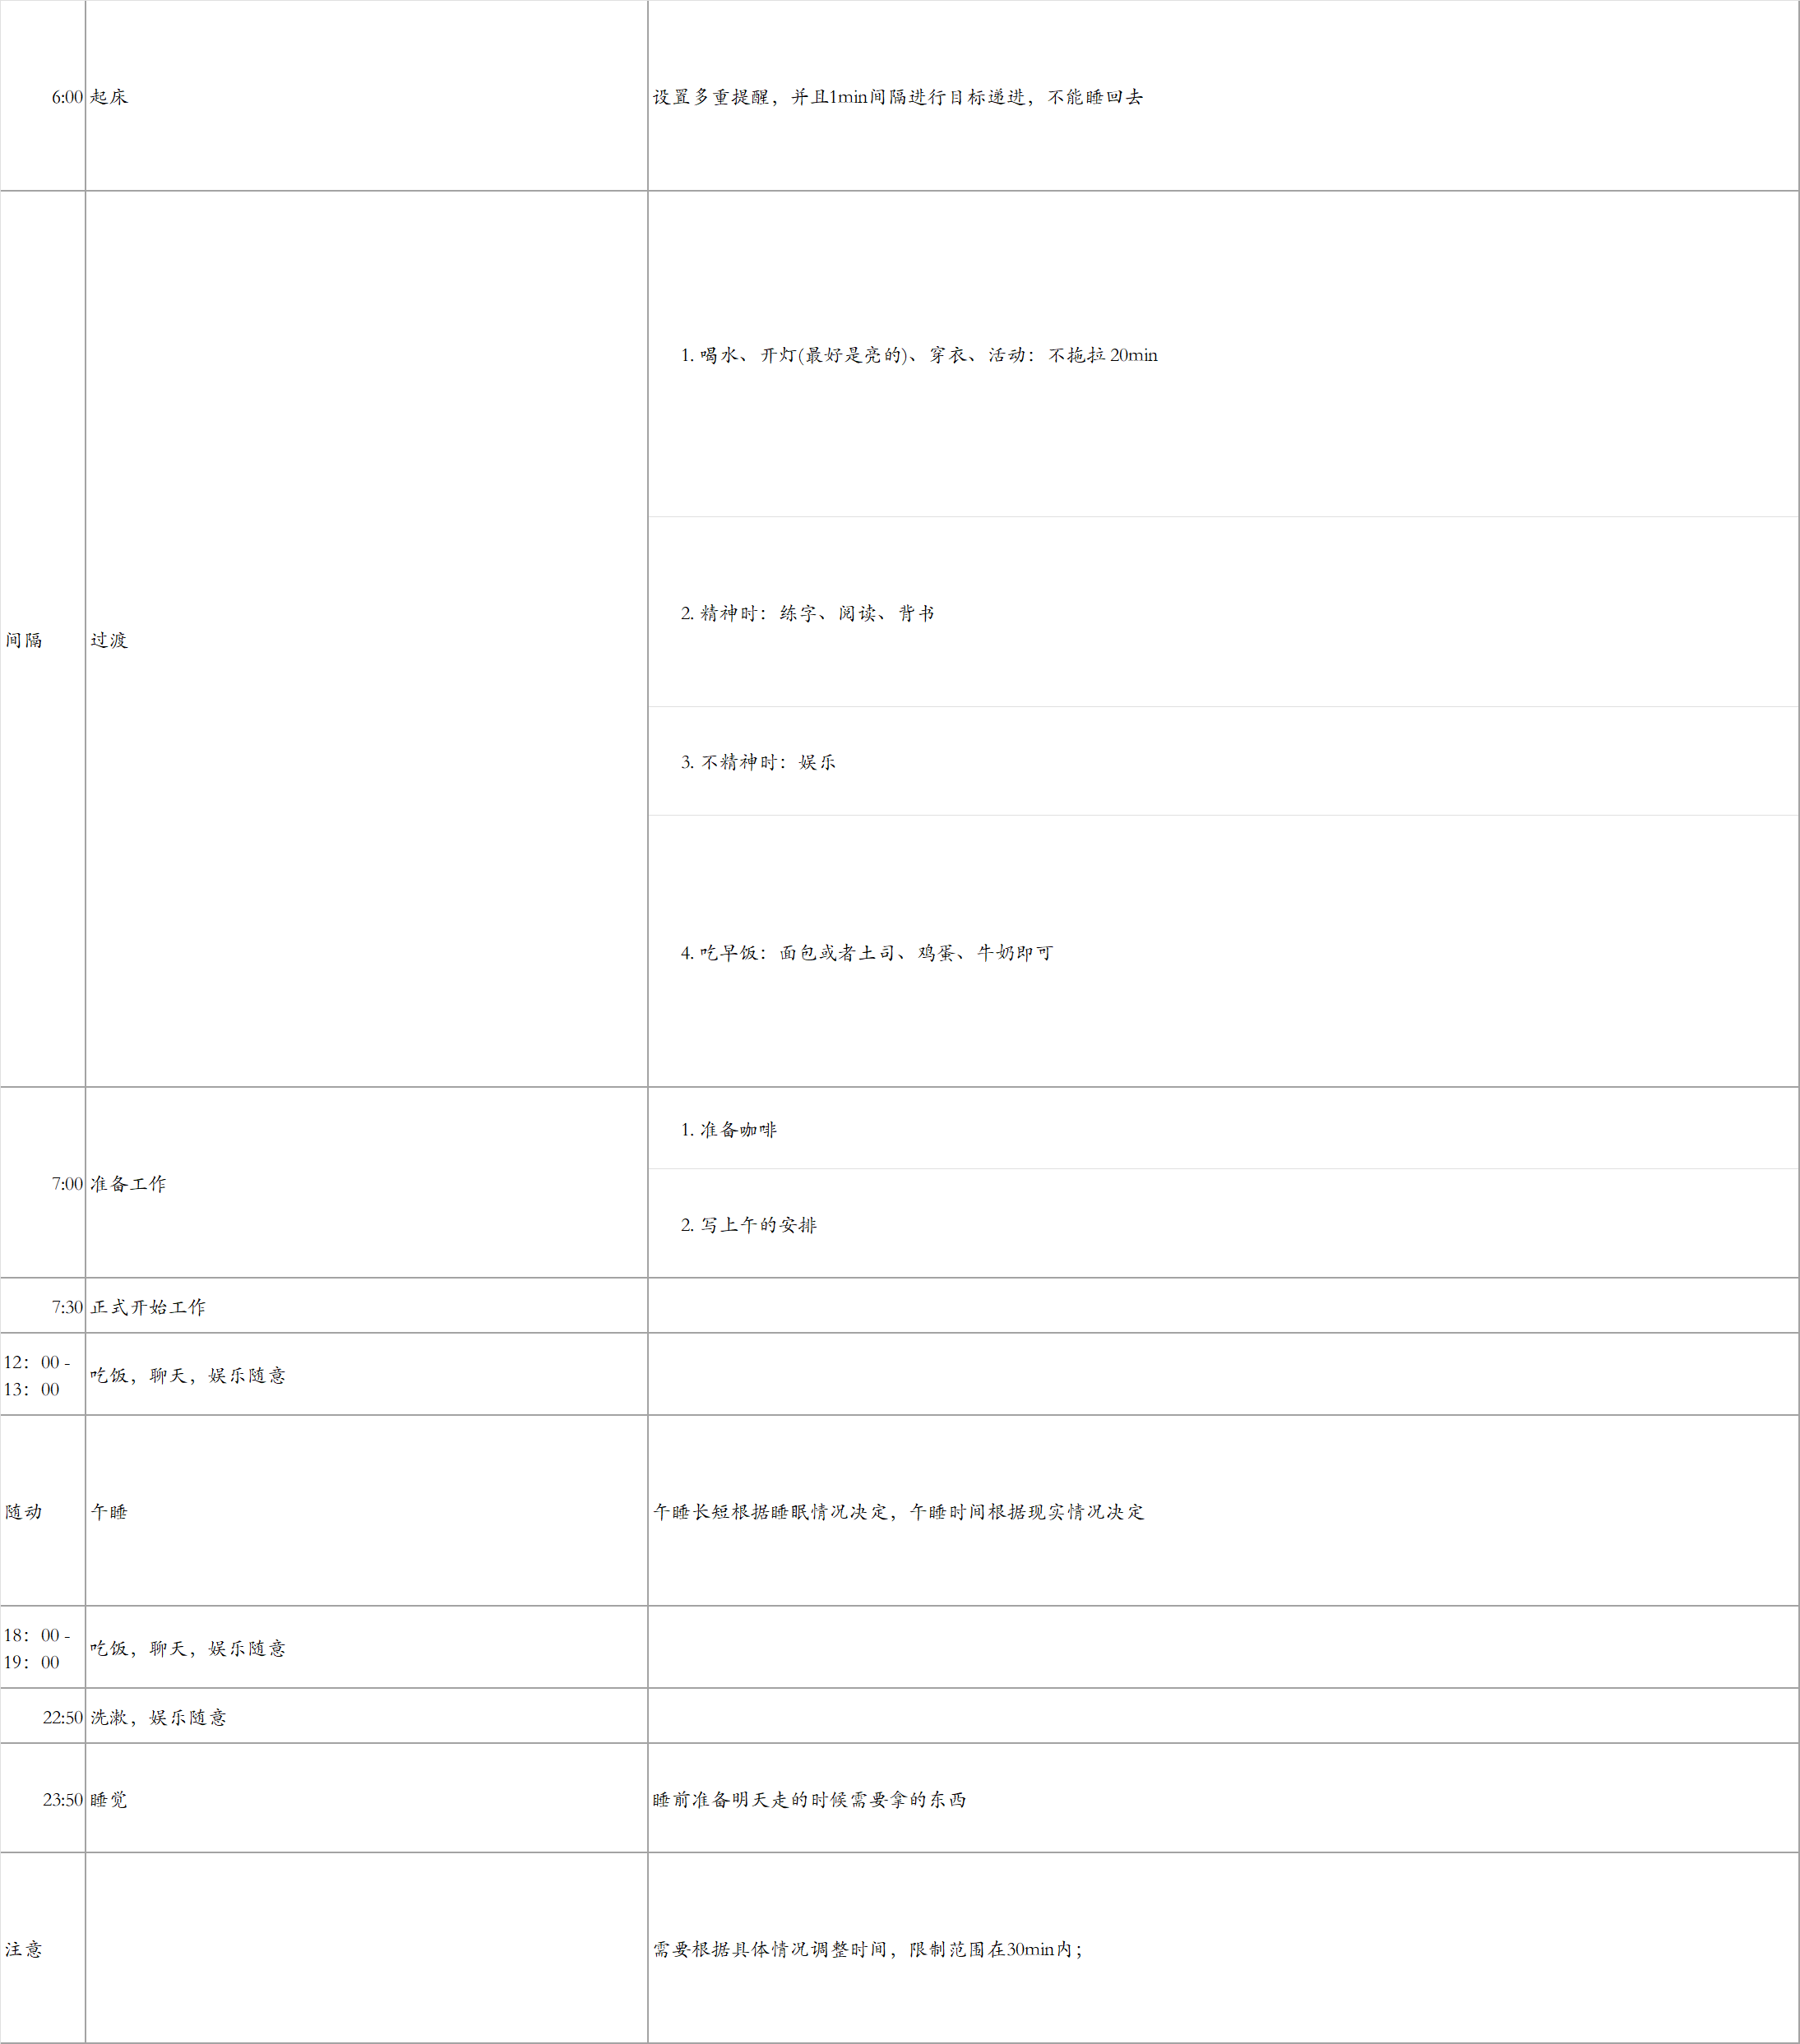 6:00 起床 设置多重提醒，并且1min间隔进行目标递进，不能睡回去
间隔 过渡
1. 喝水、开灯(最好是亮的)、穿衣、活动：不拖拉 20min
2. 精神时：练字、阅读、背书
3. 不精神时：娱乐
4. 吃早饭：面包或者土司、鸡蛋、牛奶即可
7:00 准备工作
1. 准备咖啡
2. 写上午的安排
7:30 正式开始工作
12：00 -
13：00
吃饭，聊天，娱乐随意
随动 午睡 午睡长短根据睡眠情况决定，午睡时间根据现实情况决定
18：00 -
19：00
吃饭，聊天，娱乐随意
22:50 洗漱，娱乐随意
23:50 睡觉 睡前准备明天走的时候需要拿的东西
注意 需要根据具体情况调整时间，限制范围在30min内；